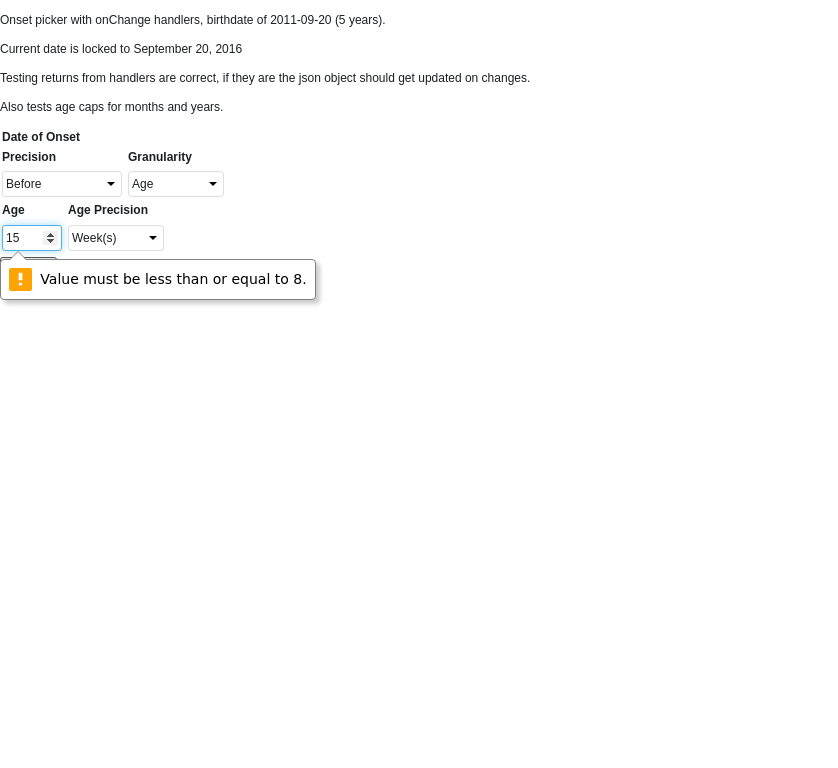 Onset picker with onChange handlers, birthdate of 2011-09-20 (5 years).
Current date is locked to September 20, 2016
Testing returns from handlers are correct, if they are the json object should get updated on changes.
Also tests age caps for months and years.
Date of Onset
Precision Granularity
Before Age
Age Age Precision
15 Week(s)
Value must be less than or equal to 8.